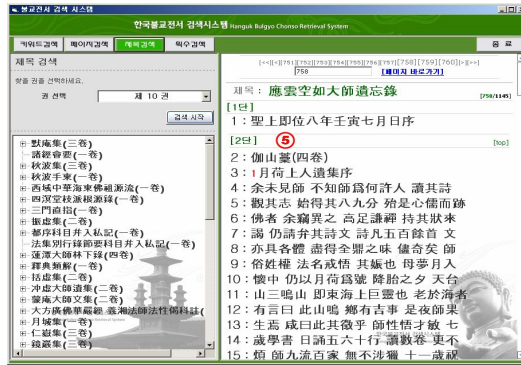 불교전서 검색 시스템
한국불교전서 검색시스템 Hanguk Bulgyo Chonso Retrieval System
키워드검색 페이지검색 제목검색 워수검색
종 료
제목 검색
찾을 권을 선택하세요.
권 선택 제 10 권
검색 시작
默庵集(三卷)
諸經會要(一卷)
秋波集(三卷)
秋波手柬(一卷)
西域中華海東佛祖源流(一卷)
四溟堂枝派根源錄(一卷)
三門直指(一卷)
振虛集(二卷)
都序科目并入私記(一卷)
法集別行錄節要科目并入私記(一卷)
蓮潭大師林下錄(四卷)
釋典類解(一卷)
括虛集(二卷)
冲虛大師遺集(二卷)
蒙庵大師文集(二卷)
大方廣佛華嚴經 義湘法師法性偈科註(
月城集(一卷)
仁嶽集(三卷)
鏡巖集(三卷)
[<<][<][751][752][753][754][755][756][757][758][759][760][>][>>]
758 [페이지 바로가기]
제목: 應雲空如大師遺忘錄 [758/1145]
[1단]
1: 聖上即位八年壬寅七月日序
[2단] ⑤ [top]
2: 伽山藁(四卷)
3: 1月荷上人遺集序
4: 余未見師 不知師爲何許人 讀其詩
5: 觀其志 始得其八九分 殆是心儒而跡
6: 佛者 余竊異之 高足謙禪 持其狀來
7: 謁 仍請弁其詩文 詩凡五百餘首 文
8: 亦具各體 盡得全鼎之味 儘奇矣 師
9: 俗姓權 法名戒悟 其娠也 母夢月入
10: 懷中 仍以月荷爲號 降胎之夕 天台
11: 山三鳴 山即東海上巨靈也 老於海者
12: 有言曰 此山鳴 鄉有吉事 是夜師果
13: 生焉 咸曰此其徵乎 師性悟才敏 七
14: 歲學書 日誦五六十行 讀數卷 更不
15: 煩 師九流百家 無不涉獵 十一歲祝